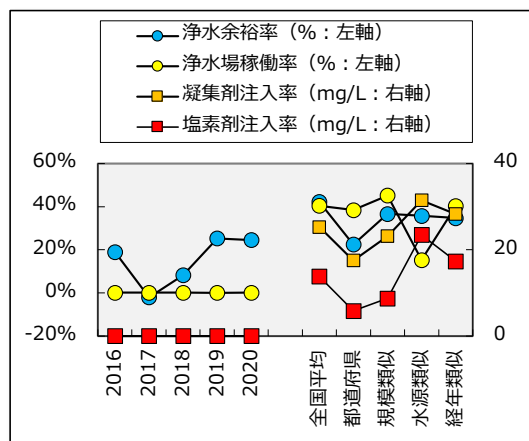 浄水余裕率（%：左軸）
浄水場稼働率（%：左軸）
凝集剤注入率（mg/L：右軸）
塩素剤注入率（mg/L：右軸）
60%
40%
20%
0%
-20%
40
20
0
2016
2017
2018
2019
2020
全国平均
都道府県
規模類似
水源類似
経年類似